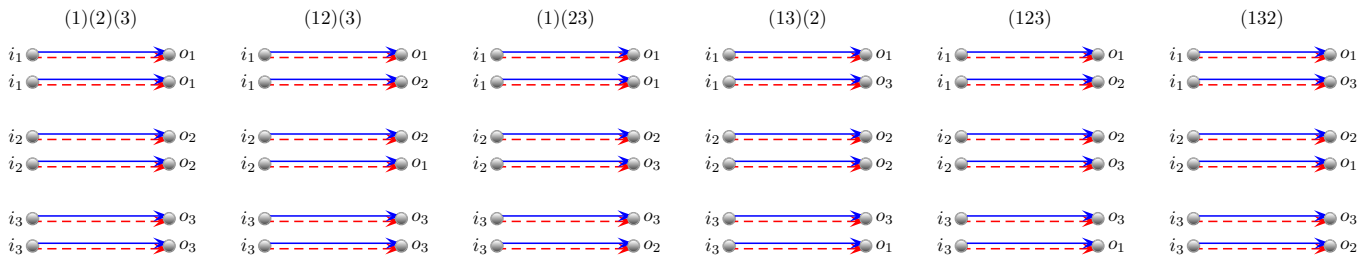 (1)(2)(3) (12)(3) (1)(23) (13)(2) (123) (132)
i₁ o₁ i₁ o₁ i₁ o₁ i₁ o₁ i₁ o₁ i₁ o₁
i₁ o₁ i₁ o₂ i₁ o₁ i₁ o₃ i₁ o₂ i₁ o₃
i₂ o₂ i₂ o₂ i₂ o₂ i₂ o₂ i₂ o₂ i₂ o₂
i₂ o₂ i₂ o₁ i₂ o₃ i₂ o₂ i₂ o₃ i₂ o₁
i₃ o₃ i₃ o₃ i₃ o₃ i₃ o₃ i₃ o₃ i₃ o₃
i₃ o₃ i₃ o₃ i₃ o₂ i₃ o₁ i₃ o₁ i₃ o₂